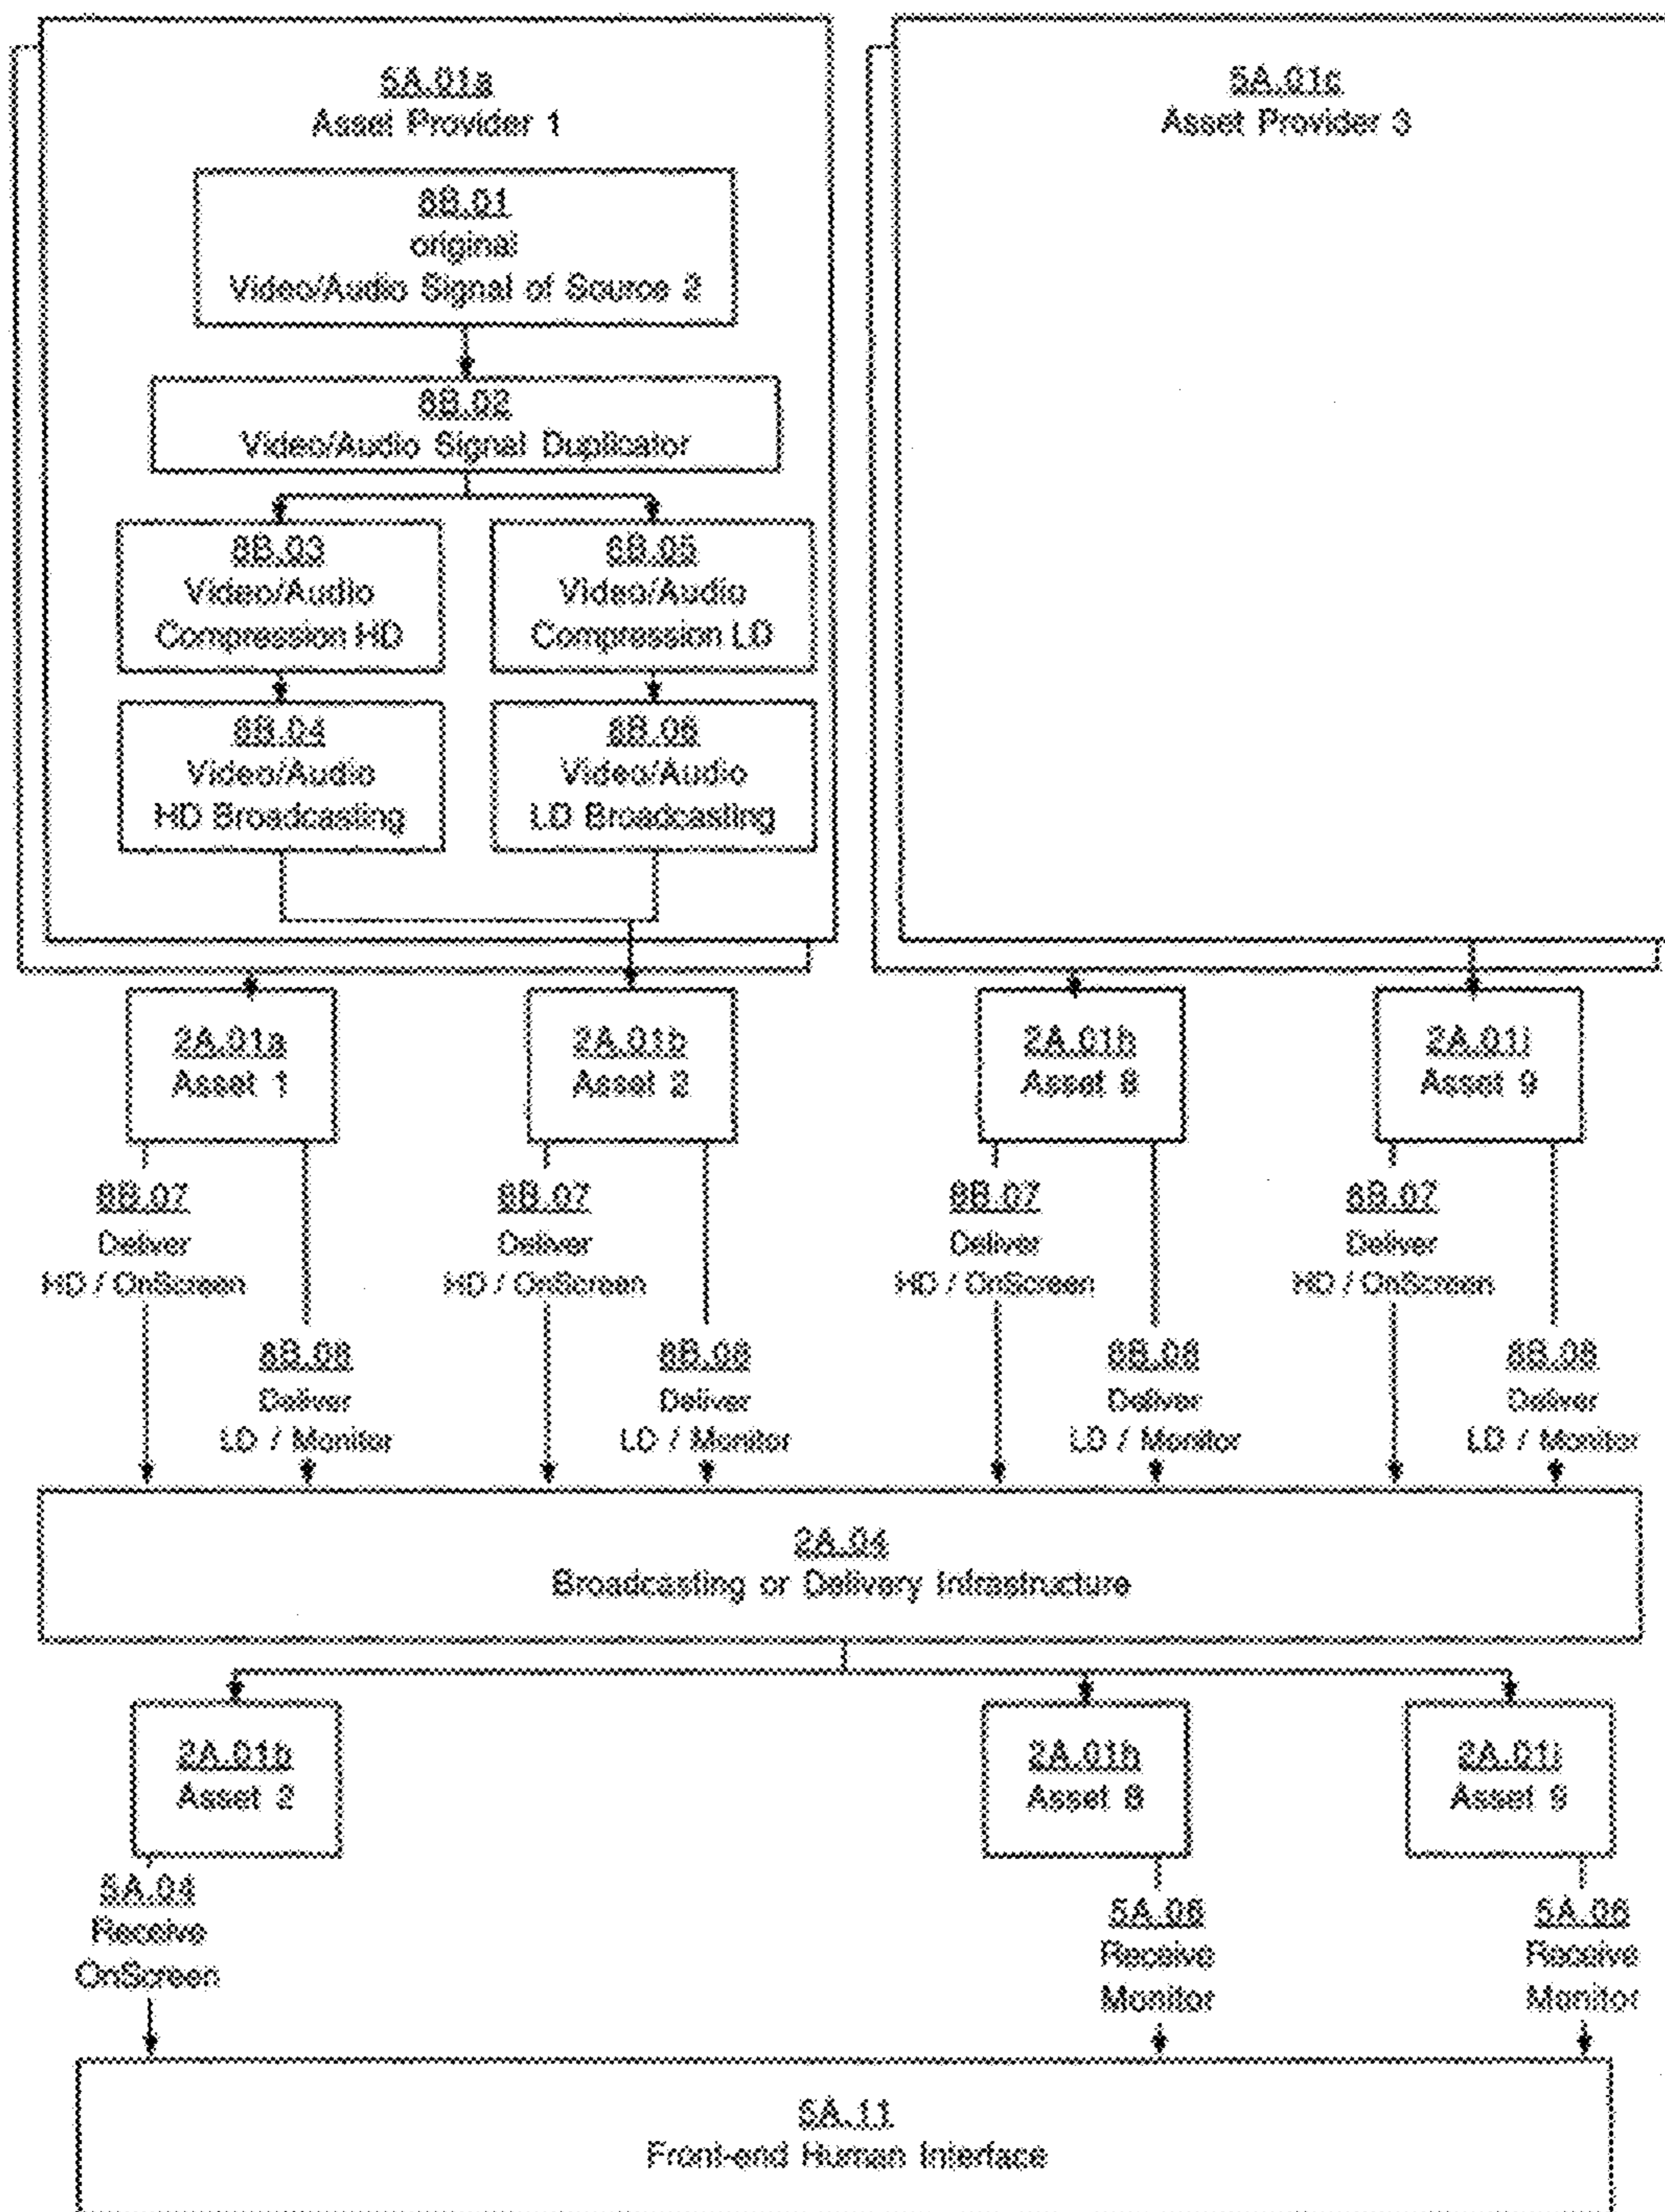 5A.01a
Asset Provider 1
8B.01
original
Video/Audio Signal of Source 2
8B.02
Video/Audio Signal Duplicator
8B.03
Video/Audio
Compression HD
8B.05
Video/Audio
Compression LD
8B.04
Video/Audio
HD Broadcasting
8B.06
Video/Audio
LD Broadcasting
5A.01c
Asset Provider 3
2A.01a
Asset 1
2A.01b
Asset 2
2A.01h
Asset 8
2A.01i
Asset 9
8B.07
Deliver
HD / OnScreen
8B.08
Deliver
LD / Monitor
8B.07
Deliver
HD / OnScreen
8B.08
Deliver
LD / Monitor
8B.07
Deliver
HD / OnScreen
8B.08
Deliver
LD / Monitor
8B.07
Deliver
HD / OnScreen
8B.08
Deliver
LD / Monitor
2A.04
Broadcasting or Delivery Infrastructure
2A.01b
Asset 2
2A.01h
Asset 8
2A.01i
Asset 9
5A.04
Receive
OnScreen
5A.06
Receive
Monitor
5A.06
Receive
Monitor
5A.11
Front-end Human Interface